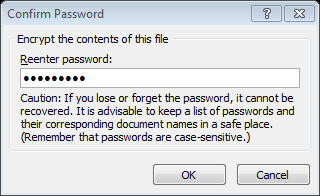 Confirm Password
Encrypt the contents of this file
Reenter password:
●●●●●●●●●
Caution: If you lose or forget the password, it cannot be
recovered. It is advisable to keep a list of passwords and
their corresponding document names in a safe place.
(Remember that passwords are case-sensitive.)
OK Cancel